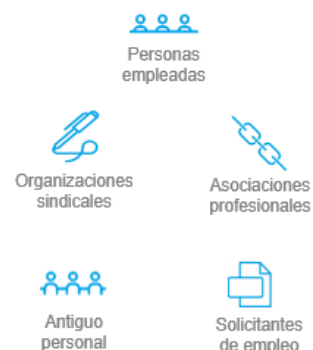 Personas
empleadas
Organizaciones
sindicales
Asociaciones
profesionales
Antiguo
personal
Solicitantes
de empleo